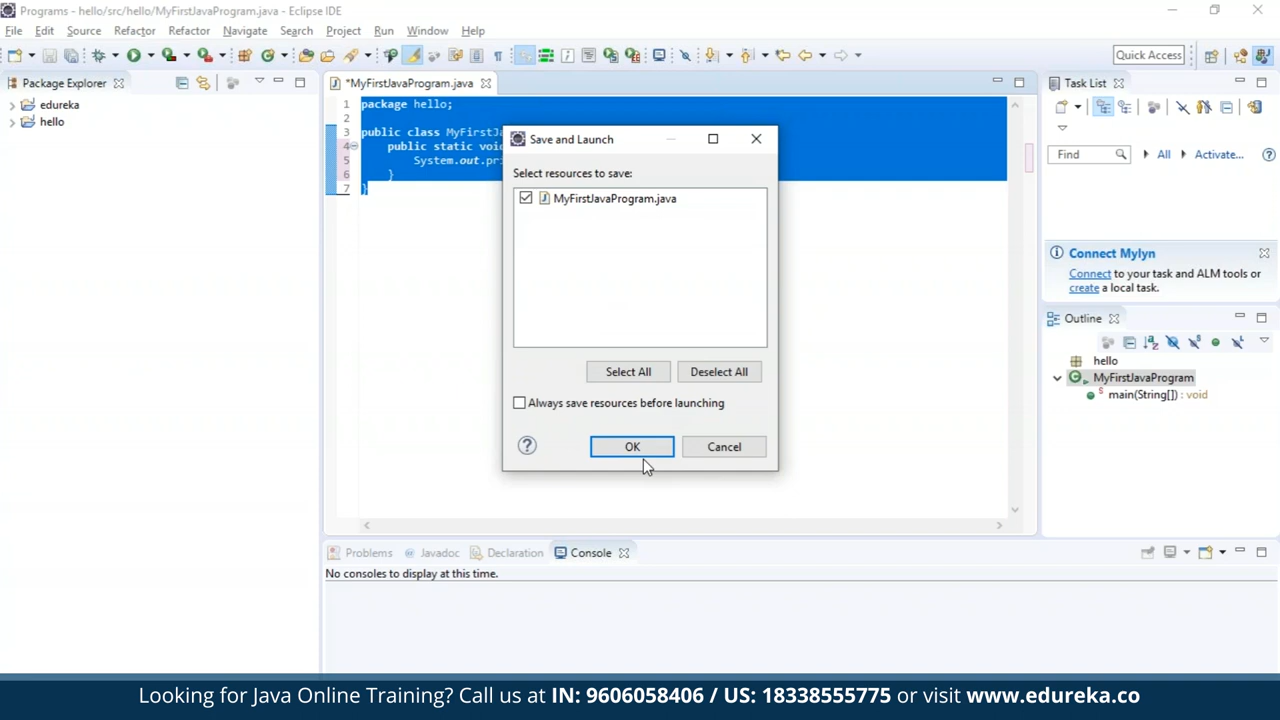 Programs - hello/src/hello/MyFirstJavaProgram.java - Eclipse IDE
File Edit Source Refactor Refactor Navigate Search Project Run Window Help
Quick Access
Package Explorer
edureka
hello
*MyFirstJavaProgram.java
1 package hello;
2
3 public class
4 public static
5
6 }
7 }
Save and Launch
Select resources to save:
MyFirstJavaProgram.java
Select All Deselect All
Always save resources before launching
OK Cancel
Task List
Find All Activate...
Connect Mylyn
Connect to your task and ALM tools or
create a local task.
Outline
hello
MyFirstJavaProgram
main(String[]) : void
Problems Javadoc Declaration Console
No consoles to display at this time.
Looking for Java Online Training? Call us at IN: 9606058406 / US: 18338555775 or visit www.edureka.co